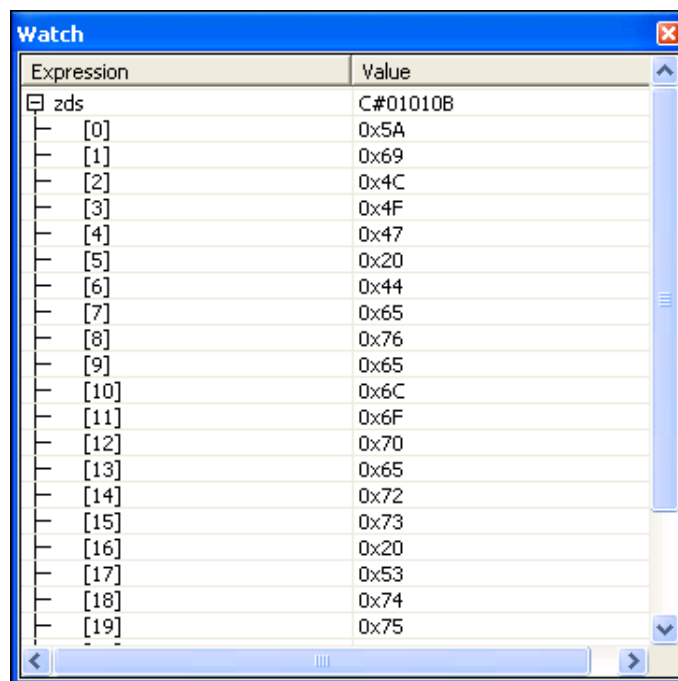 Watch
Expression Value
zds C#01010B
[0] 0x5A
[1] 0x69
[2] 0x4C
[3] 0x4F
[4] 0x47
[5] 0x20
[6] 0x44
[7] 0x65
[8] 0x76
[9] 0x65
[10] 0x6C
[11] 0x6F
[12] 0x70
[13] 0x65
[14] 0x72
[15] 0x73
[16] 0x20
[17] 0x53
[18] 0x74
[19] 0x75